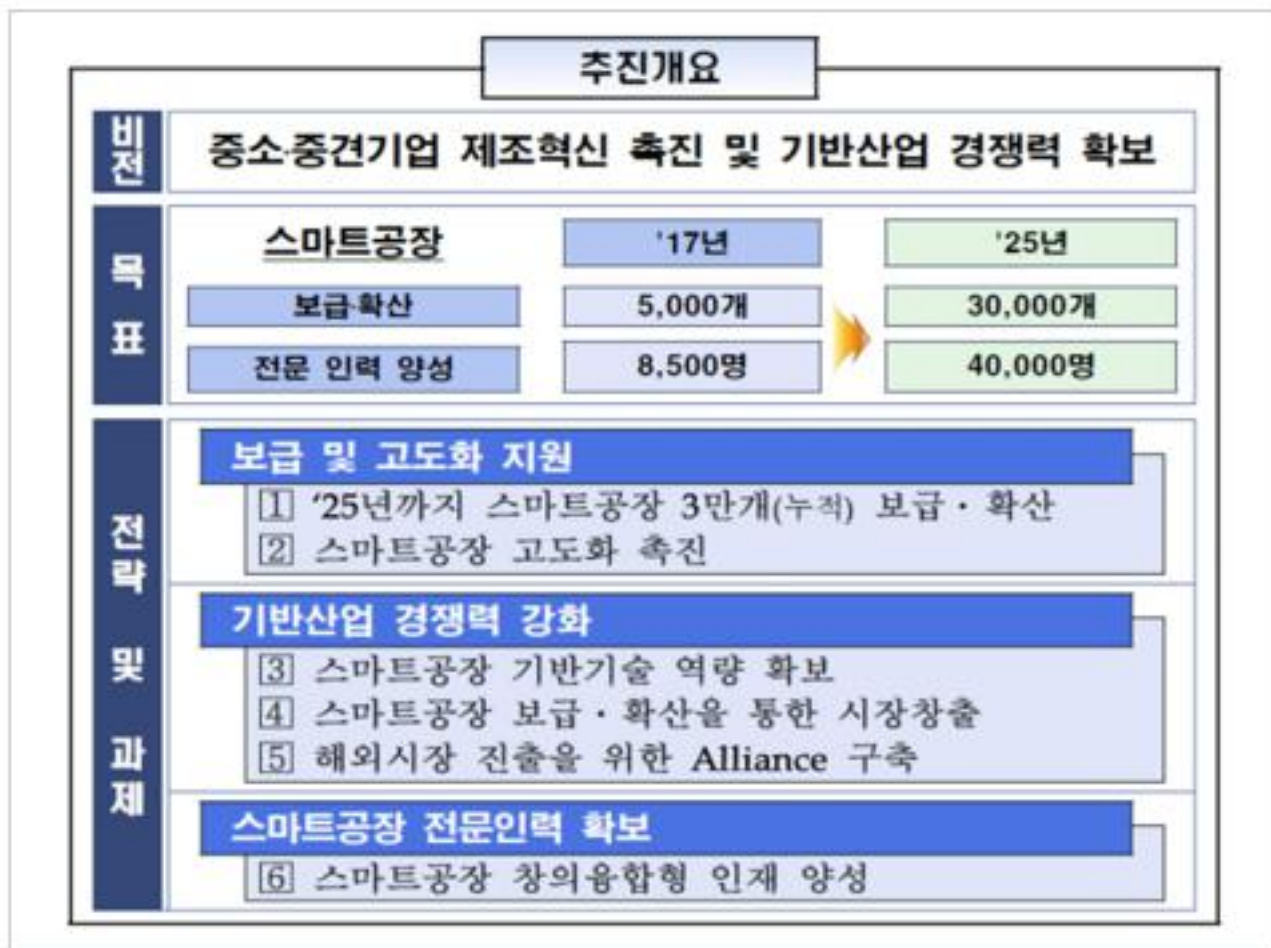 추진개요
비전
중소·중견기업 제조혁신 촉진 및 기반산업 경쟁력 확보
목표
스마트공장 '17년 '25년
보급·확산 5,000개 30,000개
전문 인력 양성 8,500명 40,000명
전략 및 과제
보급 및 고도화 지원
1 '25년까지 스마트공장 3만개(누적) 보급·확산
2 스마트공장 고도화 촉진
기반산업 경쟁력 강화
3 스마트공장 기반기술 역량 확보
4 스마트공장 보급·확산을 통한 시장창출
5 해외시장 진출을 위한 Alliance 구축
스마트공장 전문인력 확보
6 스마트공장 창의융합형 인재 양성